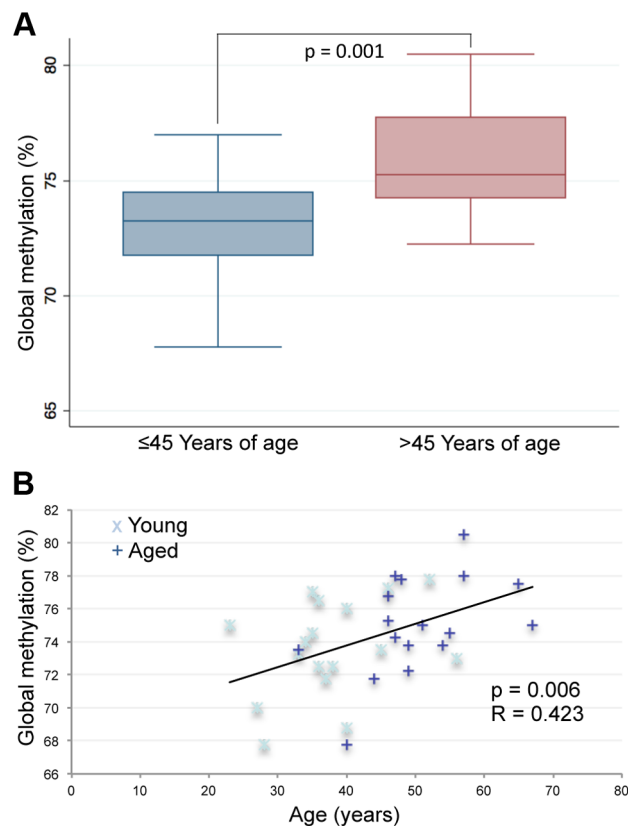 A
p = 0.001
Global methylation (%)
80
75
70
65
≤45 Years of age
>45 Years of age
B
Global methylation (%)
82
80
78
76
74
72
70
68
66
x Young
+ Aged
p = 0.006
R = 0.423
0 10 20 30 40 50 60 70 80
Age (years)